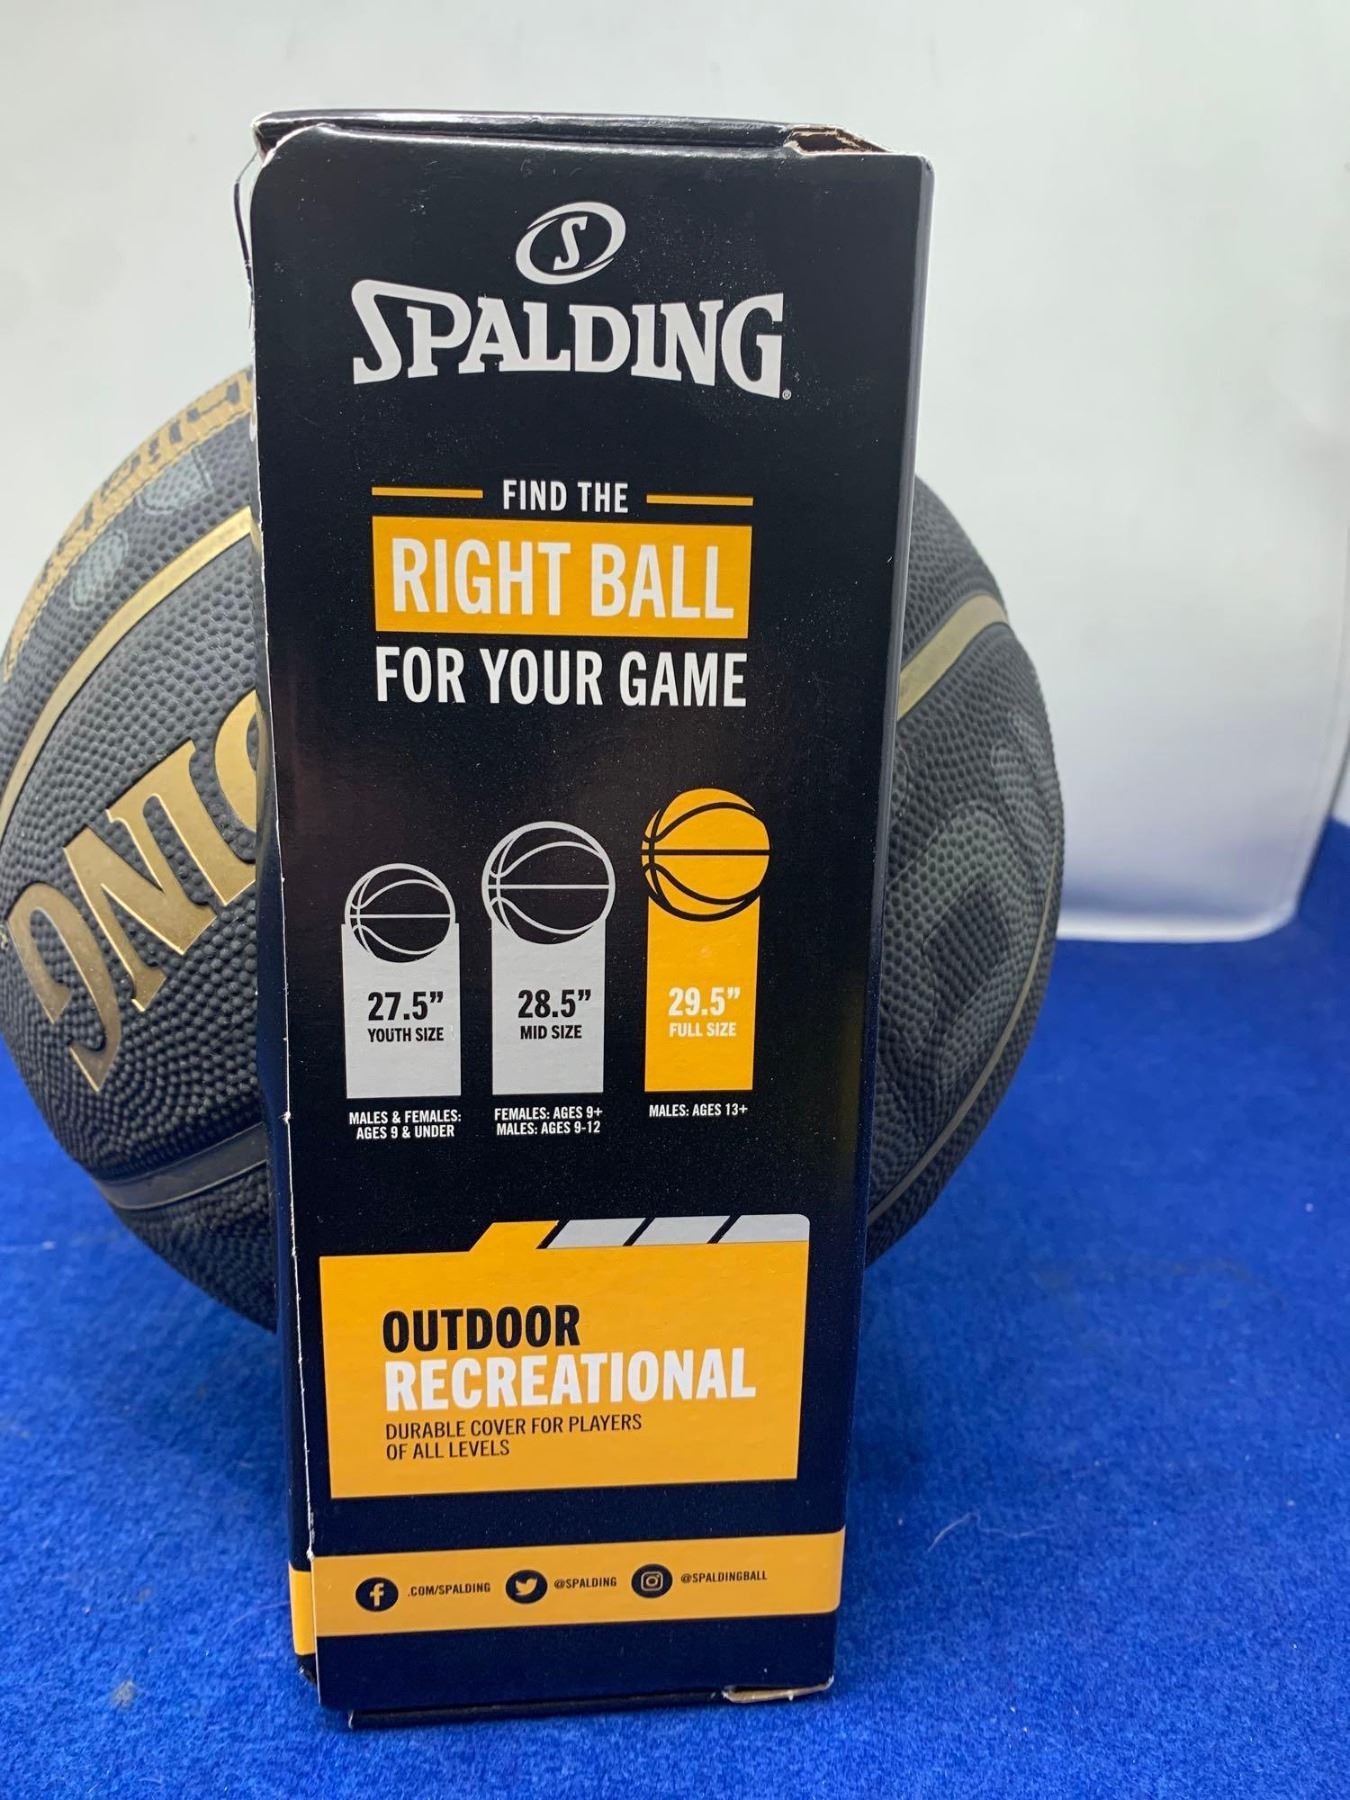 S
SPALDING®
FIND THE
RIGHT BALL
FOR YOUR GAME
27.5”
YOUTH SIZE
MALES & FEMALES:
AGES 9 & UNDER
28.5”
MID SIZE
FEMALES: AGES 9+
MALES: AGES 9-12
29.5”
FULL SIZE
MALES: AGES 13+
OUTDOOR
RECREATIONAL
DURABLE COVER FOR PLAYERS
OF ALL LEVELS
f .COM/SPALDING @SPALDING @SPALDINGBALL
DING